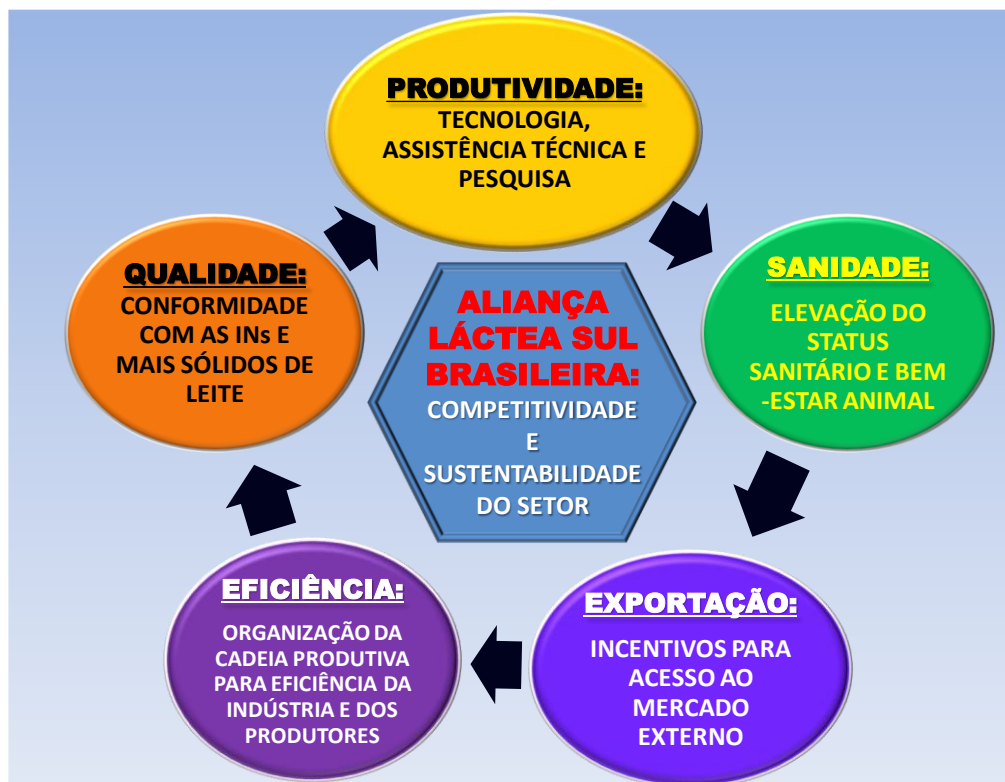 PRODUTIVIDADE:
TECNOLOGIA,
ASSISTÊNCIA TÉCNICA E
PESQUISA
QUALIDADE:
CONFORMIDADE
COM AS INs E
MAIS SÓLIDOS DE
LEITE
ALIANÇA
LÁCTEA SUL
BRASILEIRA:
COMPETITIVIDADE
E
SUSTENTABILIDADE
DO SETOR
SANIDADE:
ELEVAÇÃO DO
STATUS
SANITÁRIO E BEM
-ESTAR ANIMAL
EFICIÊNCIA:
ORGANIZAÇÃO DA
CADEIA PRODUTIVA
PARA EFICIÊNCIA DA
INDÚSTRIA E DOS
PRODUTORES
EXPORTAÇÃO:
INCENTIVOS PARA
ACESSO AO
MERCADO
EXTERNO